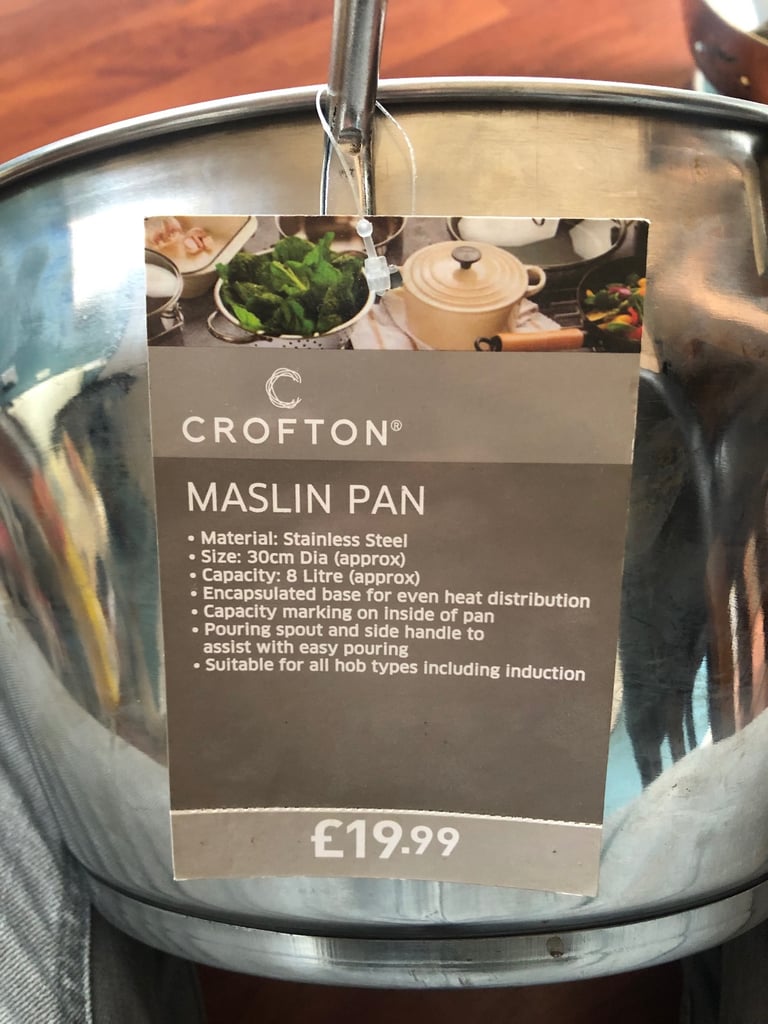 CROFTON®
MASLIN PAN
• Material: Stainless Steel
• Size: 30cm Dia (approx)
• Capacity: 8 Litre (approx)
• Encapsulated base for even heat distribution
• Capacity marking on inside of pan
• Pouring spout and side handle to
assist with easy pouring
• Suitable for all hob types including induction
£19.99